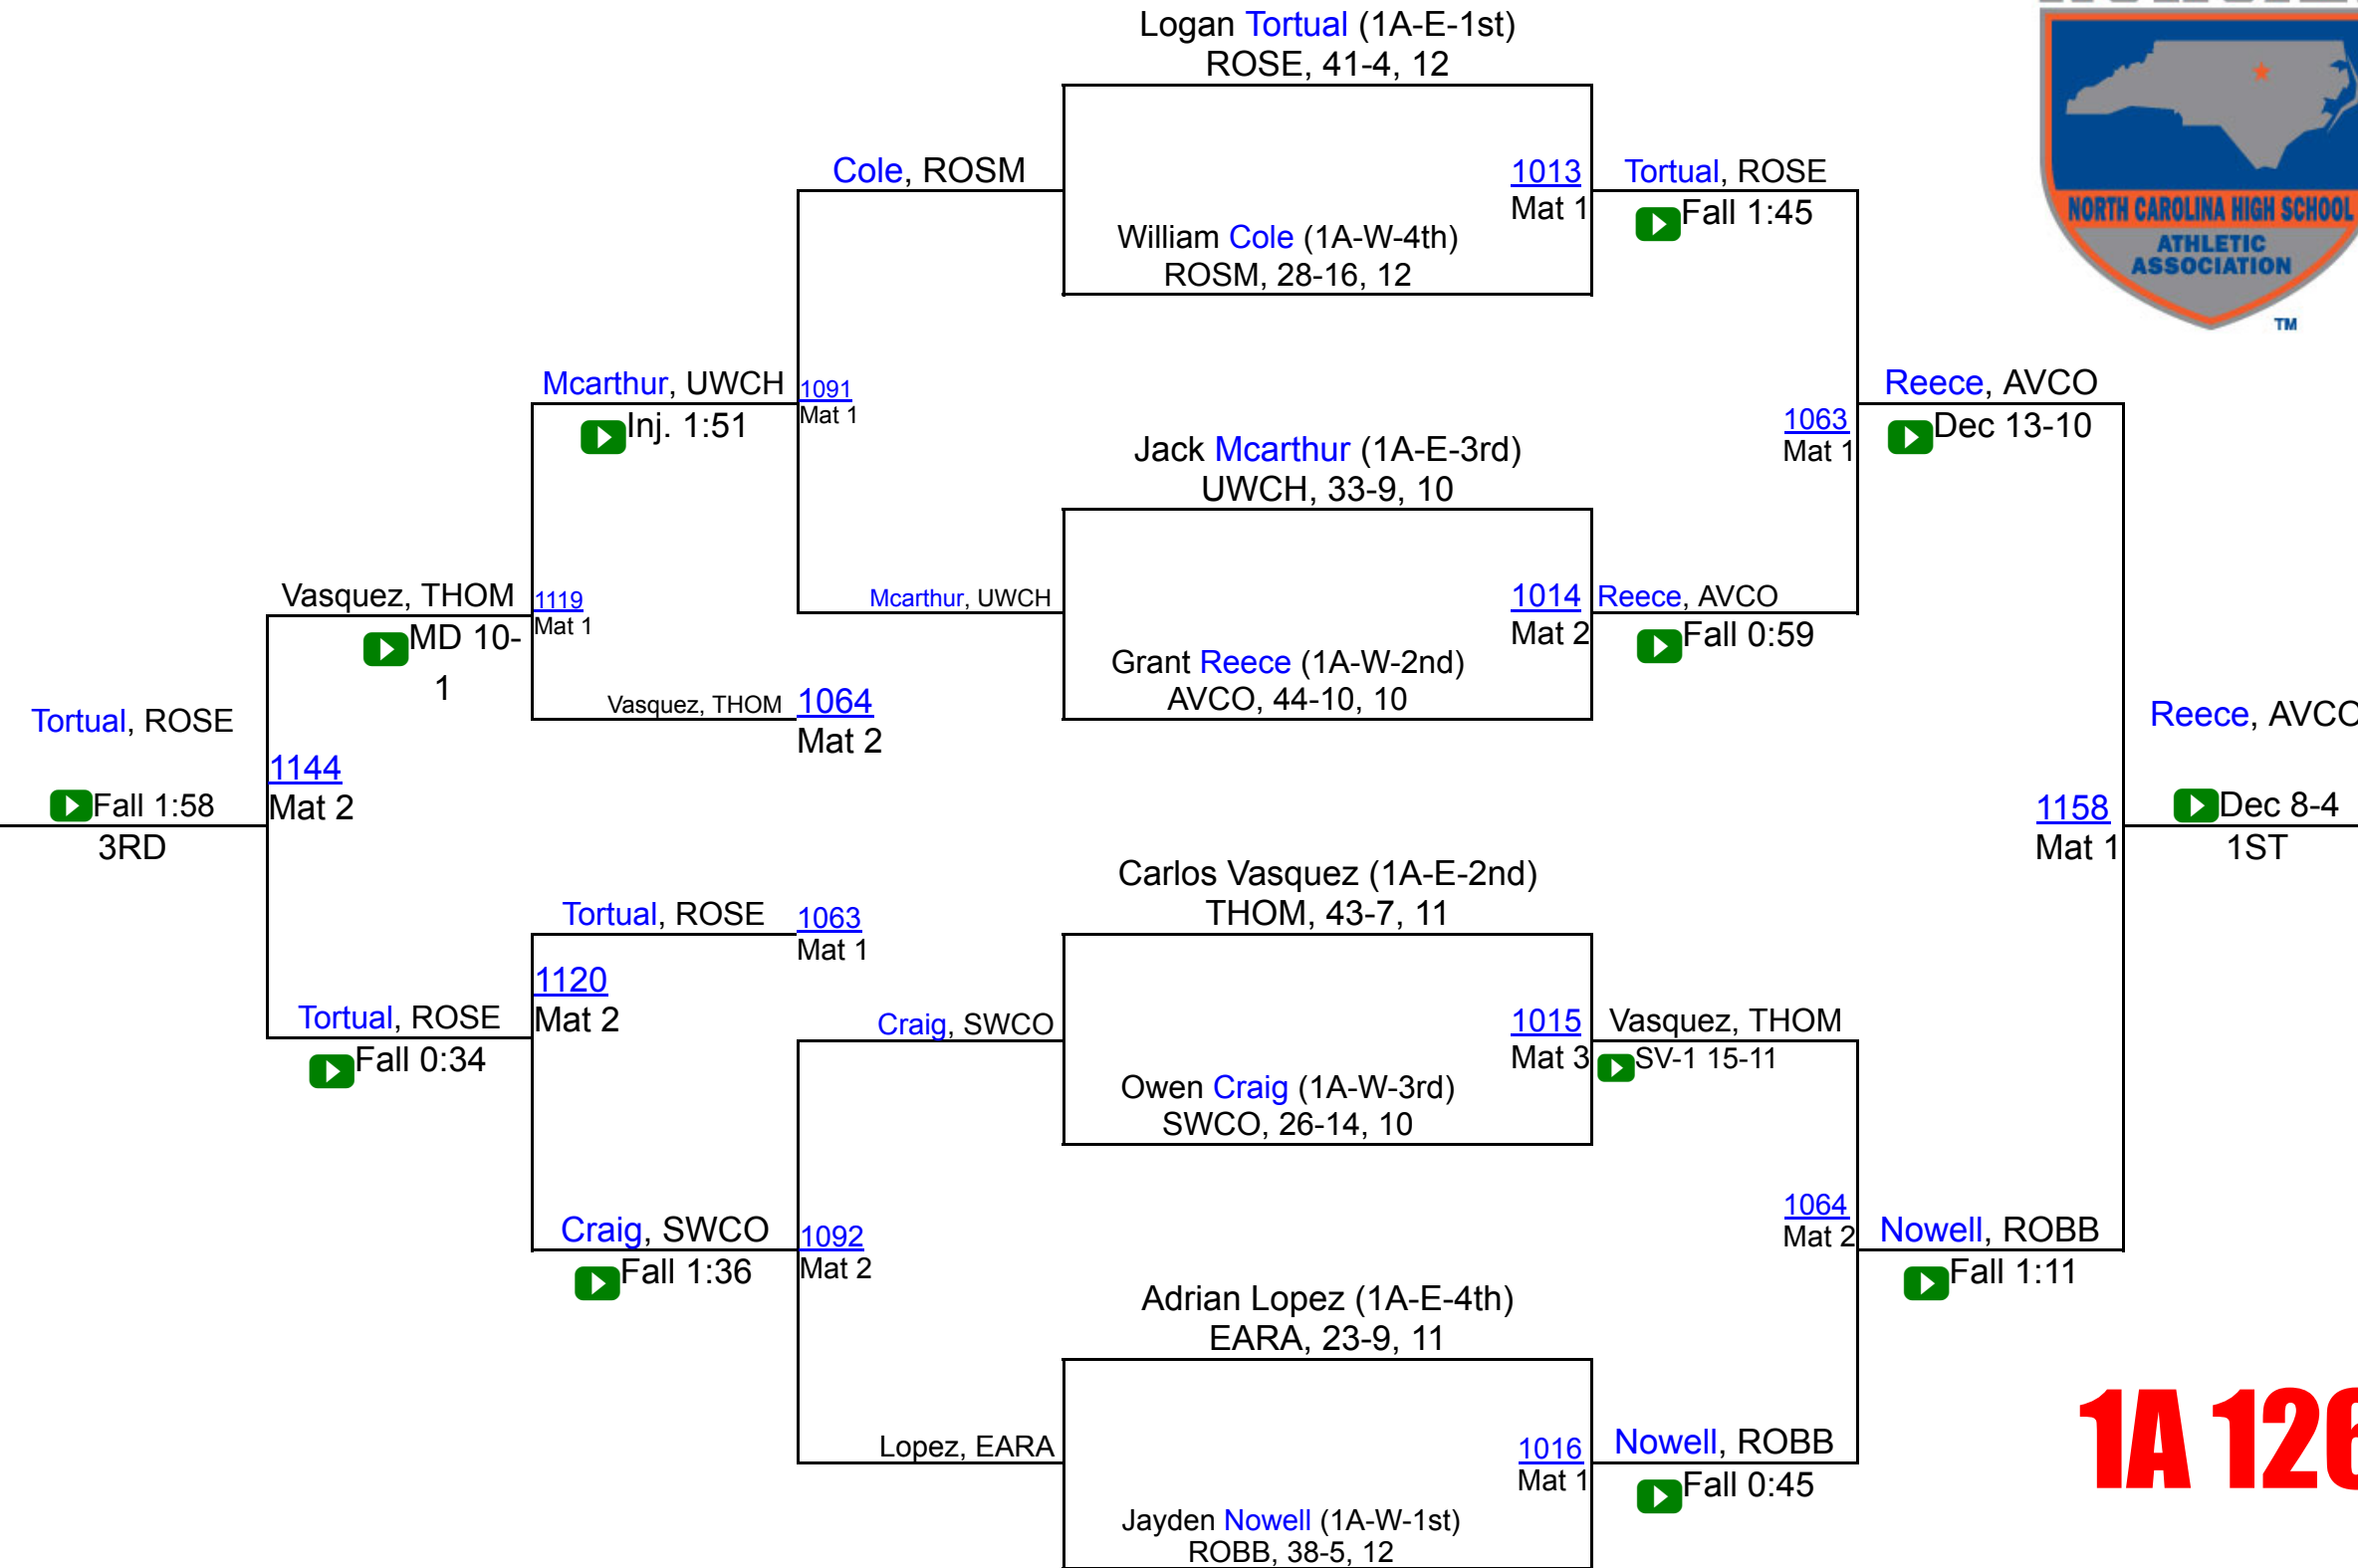 Logan Tortual (1A-E-1st)
ROSE, 41-4, 12
Cole, ROSM
1013
Mat 1
Tortual, ROSE
Fall 1:45
William Cole (1A-W-4th)
ROSM, 28-16, 12
NORTH CAROLINA HIGH SCHOOL
ATHLETIC
ASSOCIATION
TM
Mcarthur, UWCH
Inj. 1:51
1091
Mat 1
Jack Mcarthur (1A-E-3rd)
UWCH, 33-9, 10
1063
Mat 1
Reece, AVCO
Dec 13-10
Vasquez, THOM
MD 10-
1
1119
Mat 1
Mcarthur, UWCH
1014
Mat 2
Reece, AVCO
Fall 0:59
Grant Reece (1A-W-2nd)
AVCO, 44-10, 10
Vasquez, THOM
1064
Mat 2
Tortual, ROSE
Fall 1:58
3RD
1144
Mat 2
Reece, AVCO
Dec 8-4
1ST
1158
Mat 1
Carlos Vasquez (1A-E-2nd)
THOM, 43-7, 11
Tortual, ROSE
1063
Mat 1
1120
Mat 2
Tortual, ROSE
Fall 0:34
Craig, SWCO
1015
Mat 3
Vasquez, THOM
SV-1 15-11
Owen Craig (1A-W-3rd)
SWCO, 26-14, 10
Craig, SWCO
Fall 1:36
1092
Mat 2
1064
Mat 2
Nowell, ROBB
Fall 1:11
Adrian Lopez (1A-E-4th)
EARA, 23-9, 11
Lopez, EARA
1016
Mat 1
Nowell, ROBB
Fall 0:45
Jayden Nowell (1A-W-1st)
ROBB, 38-5, 12
1A 126